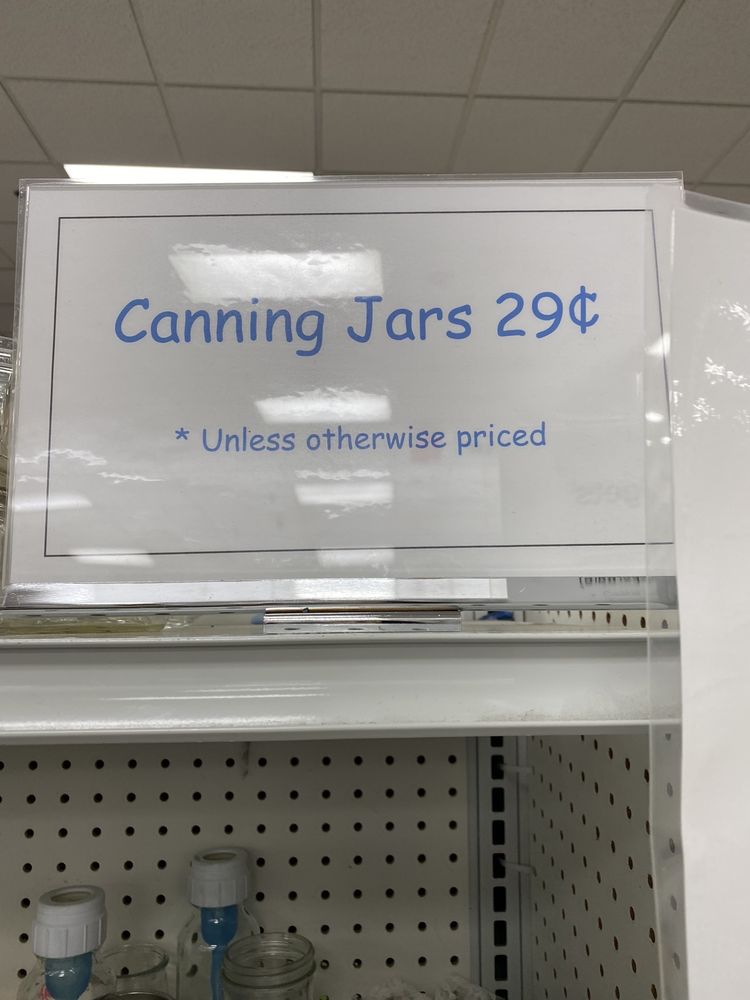 Canning Jars 29¢
* Unless otherwise priced